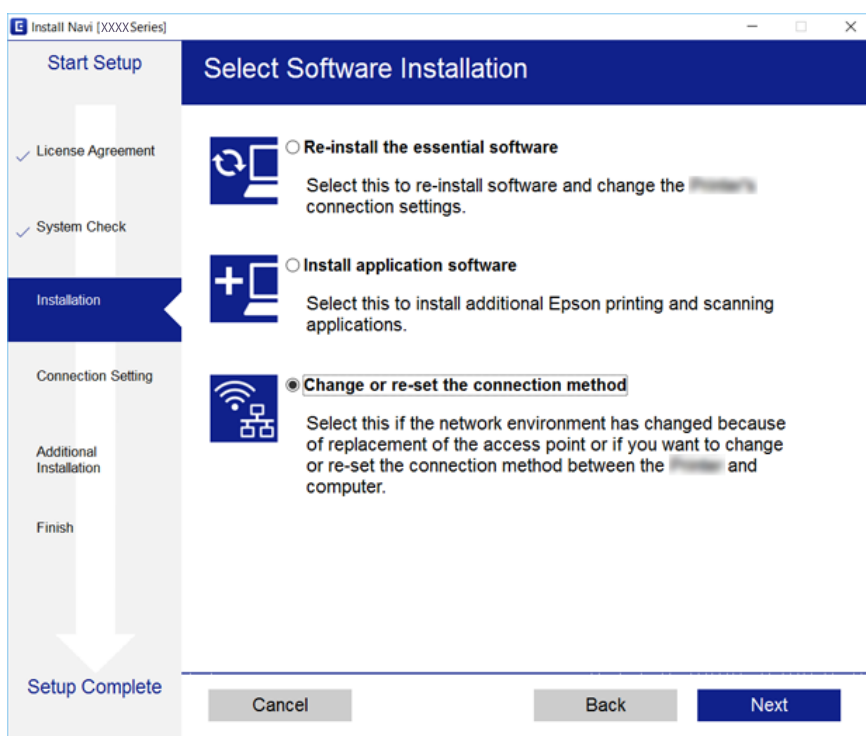 Install Navi [XXXX Series]
Start Setup
License Agreement
System Check
Installation
Connection Setting
Additional
Installation
Finish
Setup Complete
Select Software Installation
Re-install the essential software
Select this to re-install software and change the
connection settings.
Install application software
Select this to install additional Epson printing and scanning
applications.
Change or re-set the connection method
Select this if the network environment has changed because
of replacement of the access point or if you want to change
or re-set the connection method between the and
computer.
Cancel
Back
Next